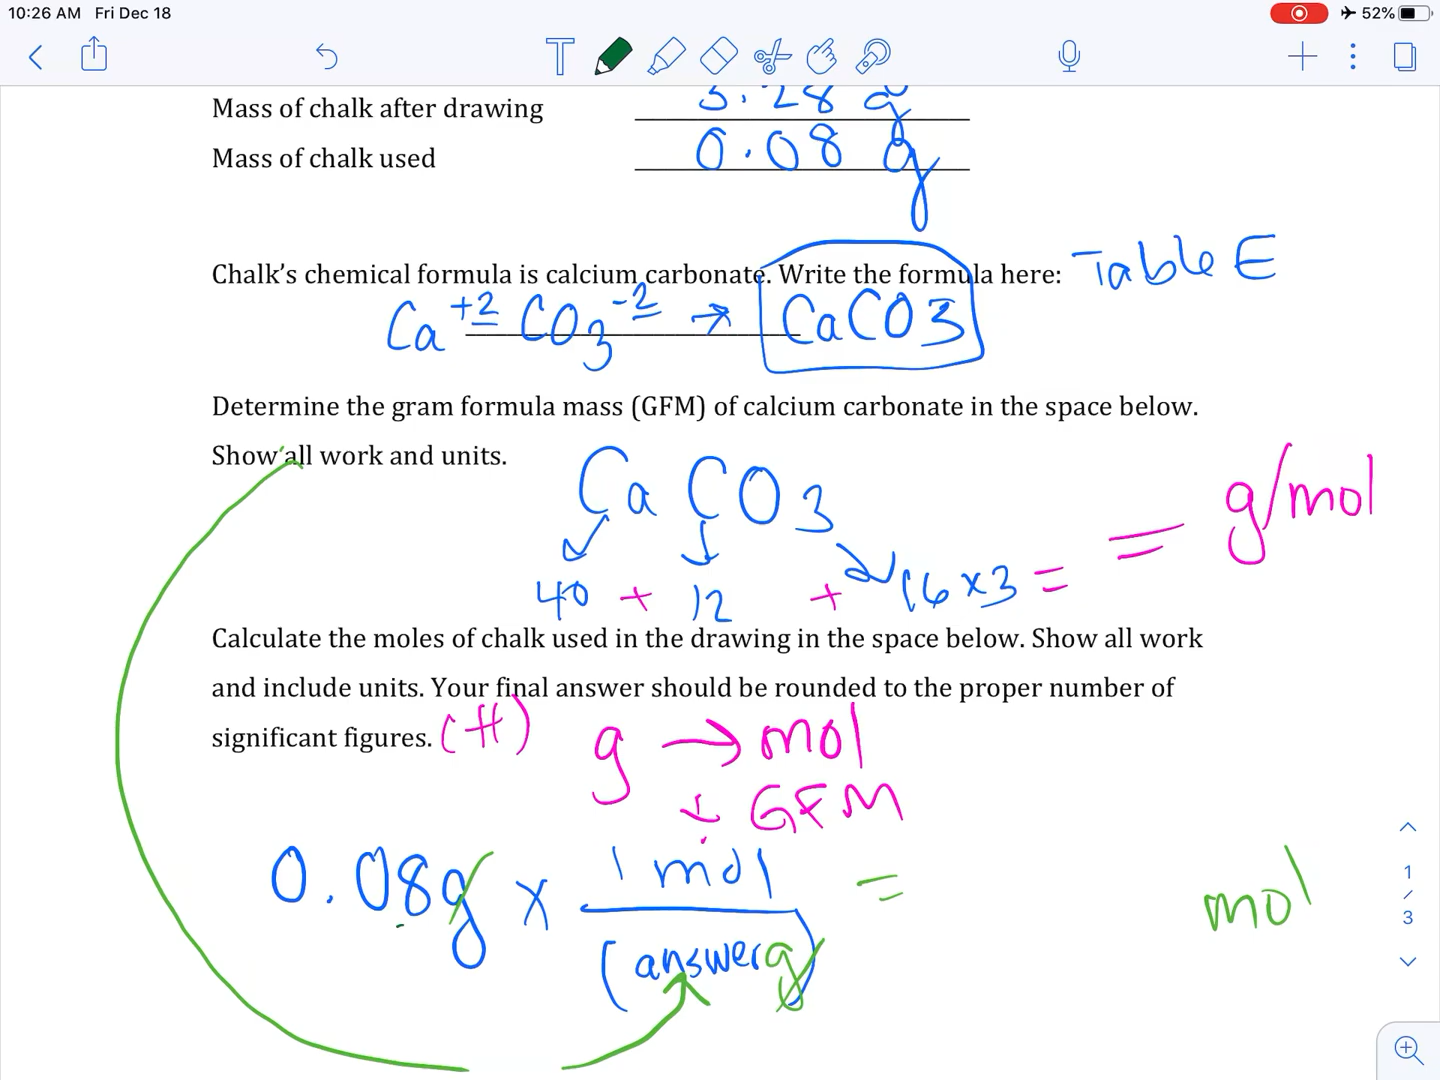 10:26 AM Fri Dec 18 52%
T
Mass of chalk after drawing 3.28 g
Mass of chalk used 0.08 g
Chalk's chemical formula is calcium carbonate. Write the formula here: Table E
Ca +2 CO3 -2 → CaCO3
Determine the gram formula mass (GFM) of calcium carbonate in the space below.
Show all work and units.
CaCO3 = g/mol
40 + 12 + 16 x 3 =
Calculate the moles of chalk used in the drawing in the space below. Show all work
and include units. Your final answer should be rounded to the proper number of
significant figures. (#) g → mol
÷ GFM
0.08g x 1 mol = mol
(answer g)
1
/
3